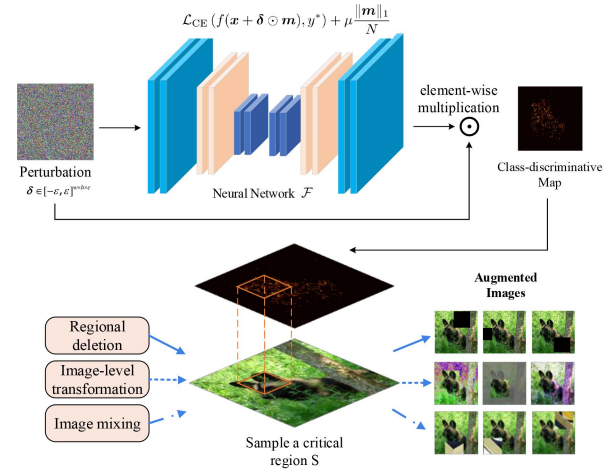 ℒ_CE (f(x + δ ⊙ m), y*) + μ ‖m‖₁ / N
element-wise
multiplication
Perturbation
δ ∈ [−ε, ε]^{w×h×c}
Neural Network ℱ
Class-discriminative
Map
Augmented
Images
Regional
deletion
Image-level
transformation
Image mixing
Sample a critical
region S